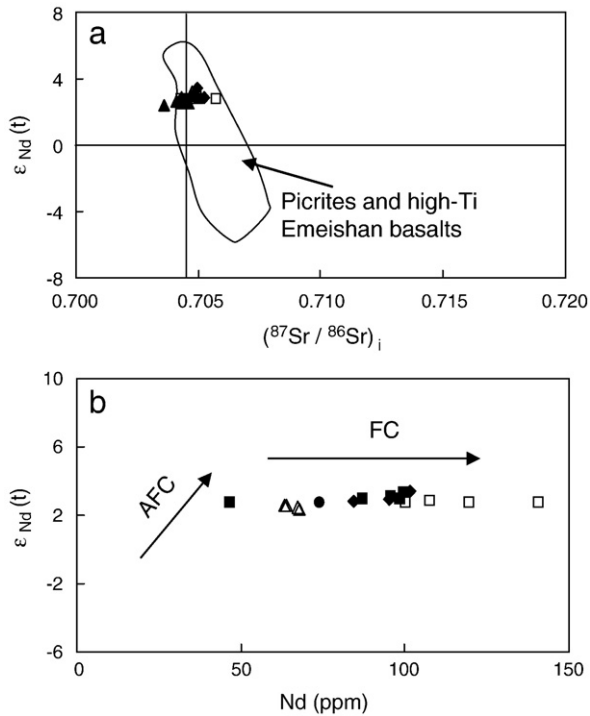 a
8
4
0
-4
-8
ε Nd (t)
Picrites and high-Ti
Emeishan basalts
0.700 0.705 0.710 0.715 0.720
(87Sr / 86Sr)i
b
10
6
2
-2
-6
ε Nd (t)
FC
AFC
0.0 50 100 150
Nd (ppm)